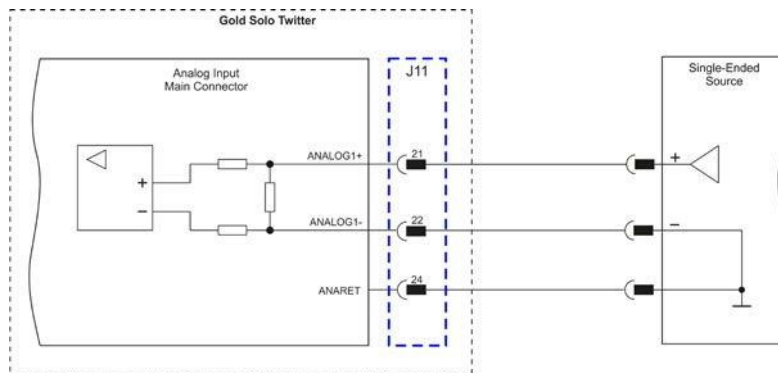 Gold Solo Twitter
Analog Input
Main Connector
J11
Single-Ended
Source
ANALOG1+
21
+
+
−
ANALOG1-
22
−
ANARET
24